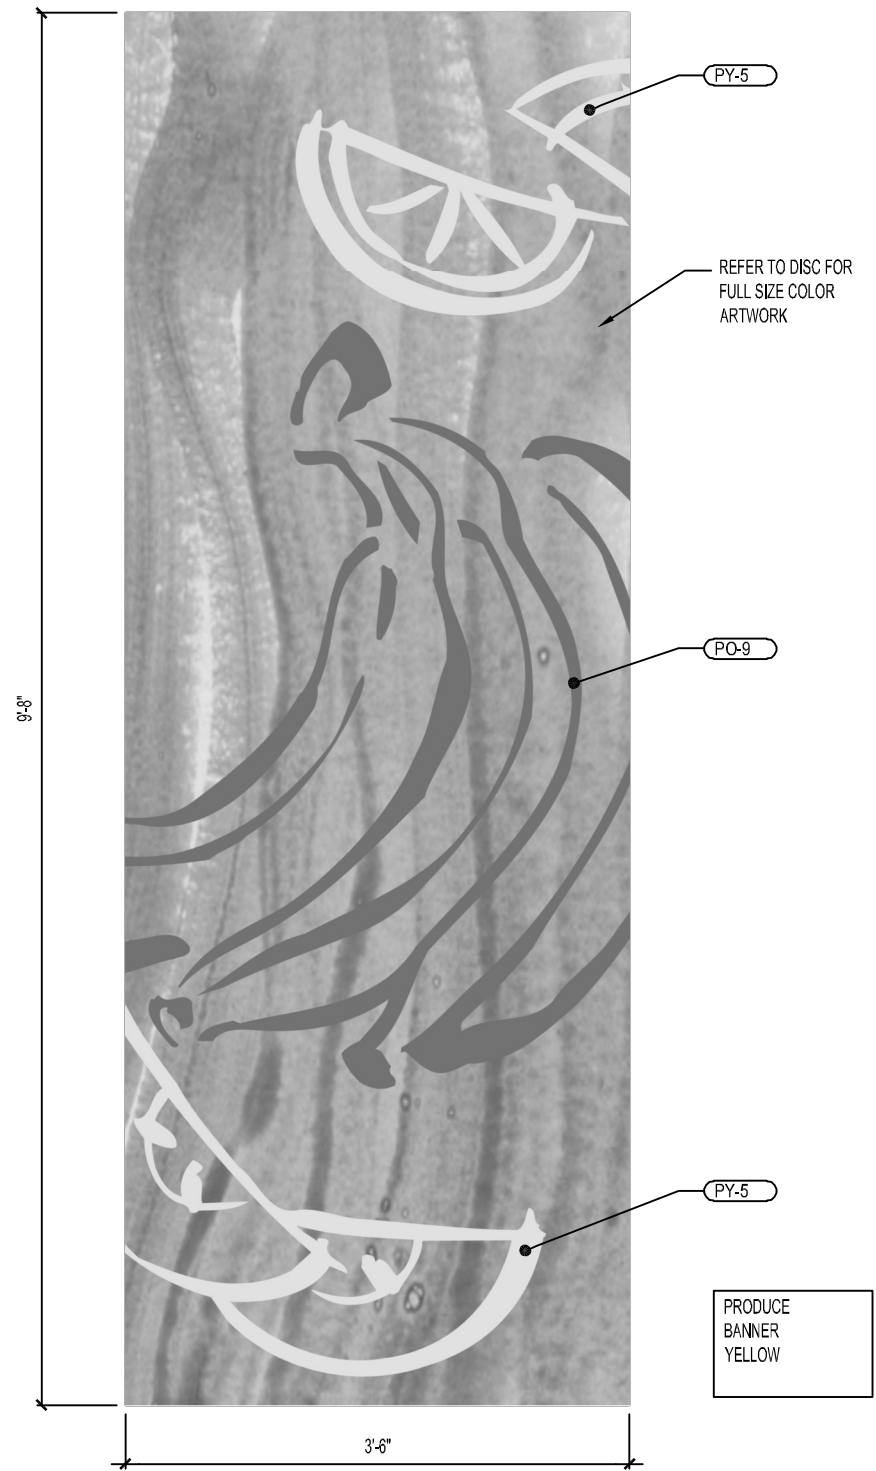 PY-5
REFER TO DISC FOR
FULL SIZE COLOR
ARTWORK
PO-9
9'-8"
PY-5
PRODUCE
BANNER
YELLOW
3'-6"